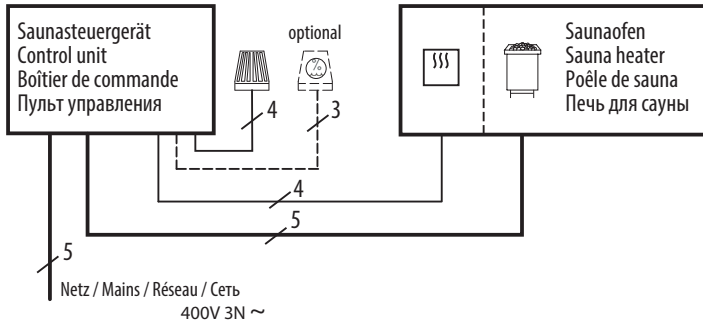 Saunasteuergerät
Control unit
Boîtier de commande
Пульт управления
optional
%
Saunaofen
Sauna heater
Poêle de sauna
Печь для сауны
4
3
4
5
5
Netz / Mains / Réseau / Сеть
400V 3N ~